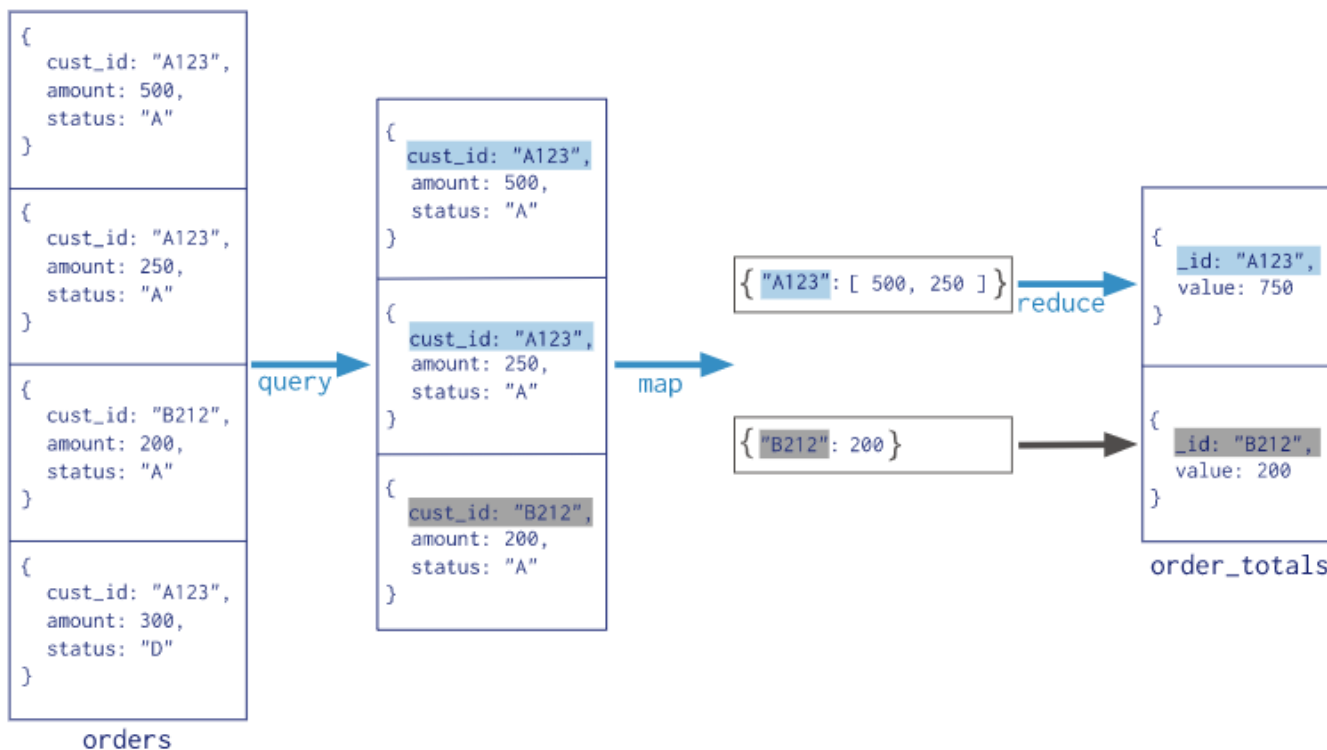 {
cust_id: "A123",
amount: 500,
status: "A"
}
{
cust_id: "A123",
amount: 250,
status: "A"
}
{
cust_id: "B212",
amount: 200,
status: "A"
}
{
cust_id: "A123",
amount: 300,
status: "D"
}
orders
query
{
cust_id: "A123",
amount: 500,
status: "A"
}
{
cust_id: "A123",
amount: 250,
status: "A"
}
{
cust_id: "B212",
amount: 200,
status: "A"
}
map
{ "A123": [ 500, 250 ] }
{ "B212": 200 }
reduce
{
_id: "A123",
value: 750
}
{
_id: "B212",
value: 200
}
order_totals